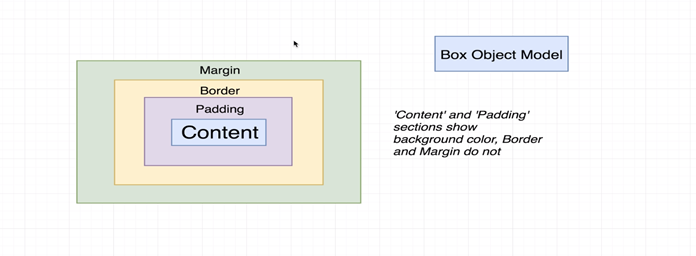 Box Object Model
Margin
Border
Padding
Content
'Content' and 'Padding'
sections show
background color, Border
and Margin do not